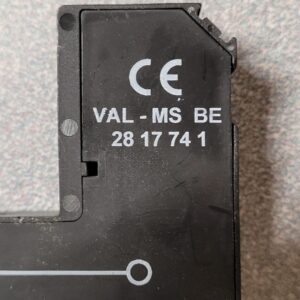 CE
VAL - MS BE
28 17 74 1